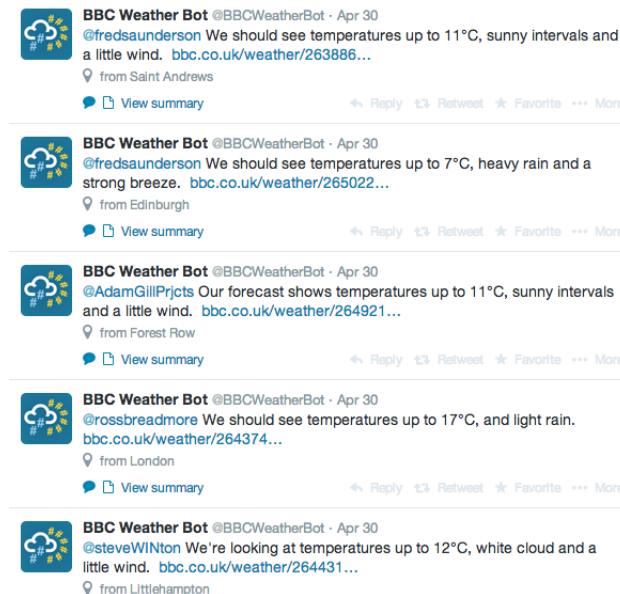 BBC Weather Bot @BBCWeatherBot · Apr 30
@fredsaunderson We should see temperatures up to 11°C, sunny intervals and
a little wind. bbc.co.uk/weather/263886...
from Saint Andrews
View summary Reply Retweet Favorite ••• More
BBC Weather Bot @BBCWeatherBot · Apr 30
@fredsaunderson We should see temperatures up to 7°C, heavy rain and a
strong breeze. bbc.co.uk/weather/265022...
from Edinburgh
View summary Reply Retweet Favorite ••• More
BBC Weather Bot @BBCWeatherBot · Apr 30
@AdamGillPrjcts Our forecast shows temperatures up to 11°C, sunny intervals
and a little wind. bbc.co.uk/weather/264921...
from Forest Row
View summary Reply Retweet Favorite ••• More
BBC Weather Bot @BBCWeatherBot · Apr 30
@rossbreadmore We should see temperatures up to 17°C, and light rain.
bbc.co.uk/weather/264374...
from London
View summary Reply Retweet Favorite ••• More
BBC Weather Bot @BBCWeatherBot · Apr 30
@steveWINton We're looking at temperatures up to 12°C, white cloud and a
little wind. bbc.co.uk/weather/264431...
from Littlehampton